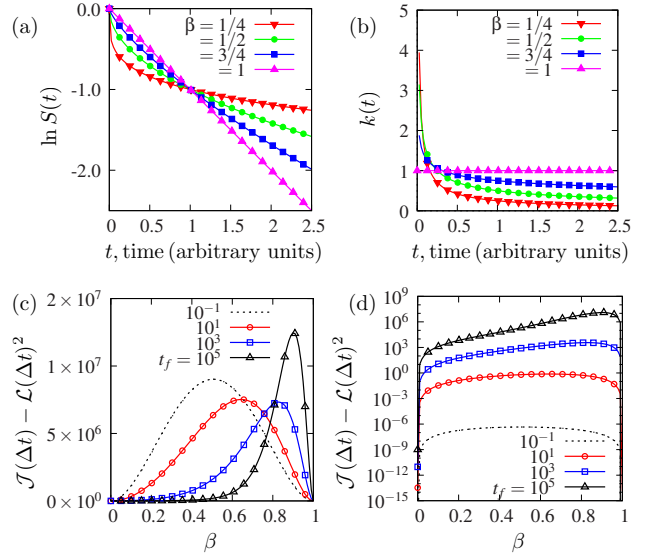 (a)
0.0
-1.0
-2.0
ln S(t)
β = 1/4
= 1/2
= 3/4
= 1
0 0.5 1 1.5 2 2.5
t, time (arbitrary units)
(b)
5
4
3
2
1
0
k(t)
β = 1/4
= 1/2
= 3/4
= 1
0 0.5 1 1.5 2 2.5
t, time (arbitrary units)
(c)
2 × 10^7
1 × 10^7
5 × 10^6
0 × 10^0
𝒥(Δt) − ℒ(Δt)^2
10^−1
10^1
10^3
t_f = 10^5
0 0.2 0.4 0.6 0.8 1
β
(d)
10^9
10^6
10^3
10^0
10^−3
10^−6
10^−9
10^−12
10^−15
𝒥(Δt) − ℒ(Δt)^2
10^−1
10^1
10^3
t_f = 10^5
0 0.2 0.4 0.6 0.8 1
β